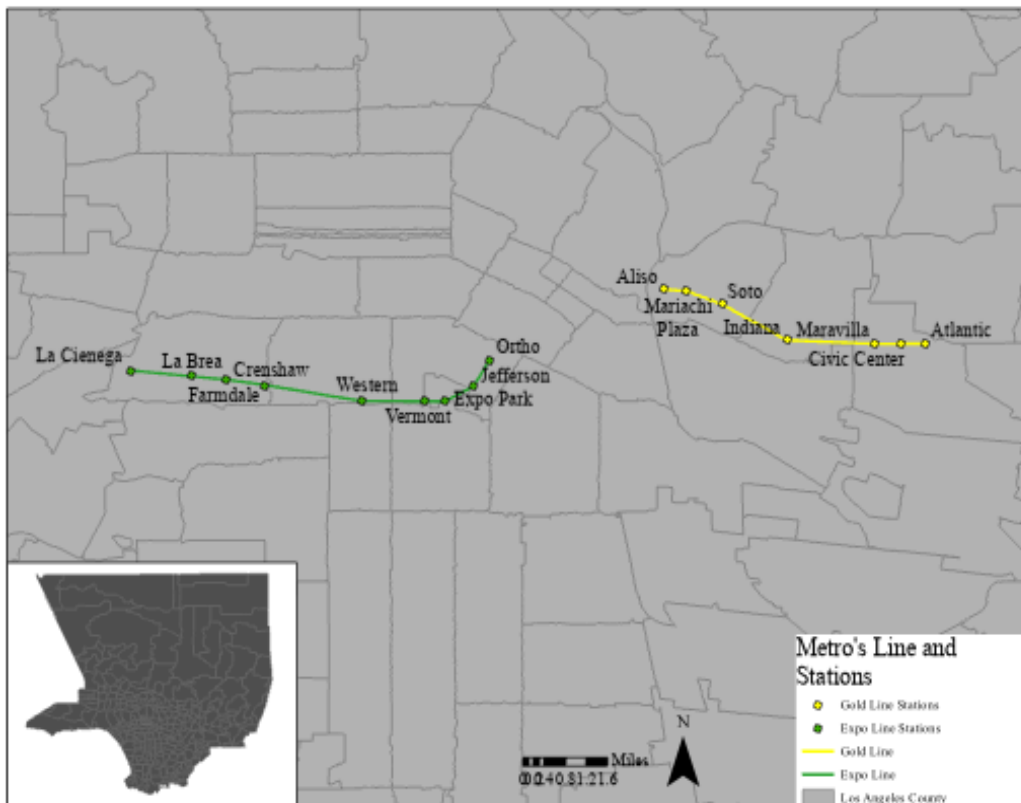 Aliso
Soto
Mariachi
Plaza
Indiana
Maravilla
Atlantic
Civic Center
La Cienega
La Brea
Crenshaw
Farmdale
Western
Vermont
Expo Park
Jefferson
Ortho
Metro's Line and
Stations
Gold Line Stations
Expo Line Stations
Gold Line
Expo Line
Los Angeles County
N
Miles